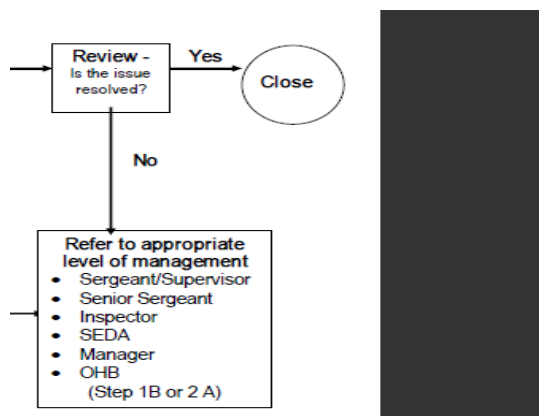 Review -
Is the issue
resolved?
Yes
Close
No
Refer to appropriate
level of management
• Sergeant/Supervisor
• Senior Sergeant
• Inspector
• SEDA
• Manager
• OHB
(Step 1B or 2 A)